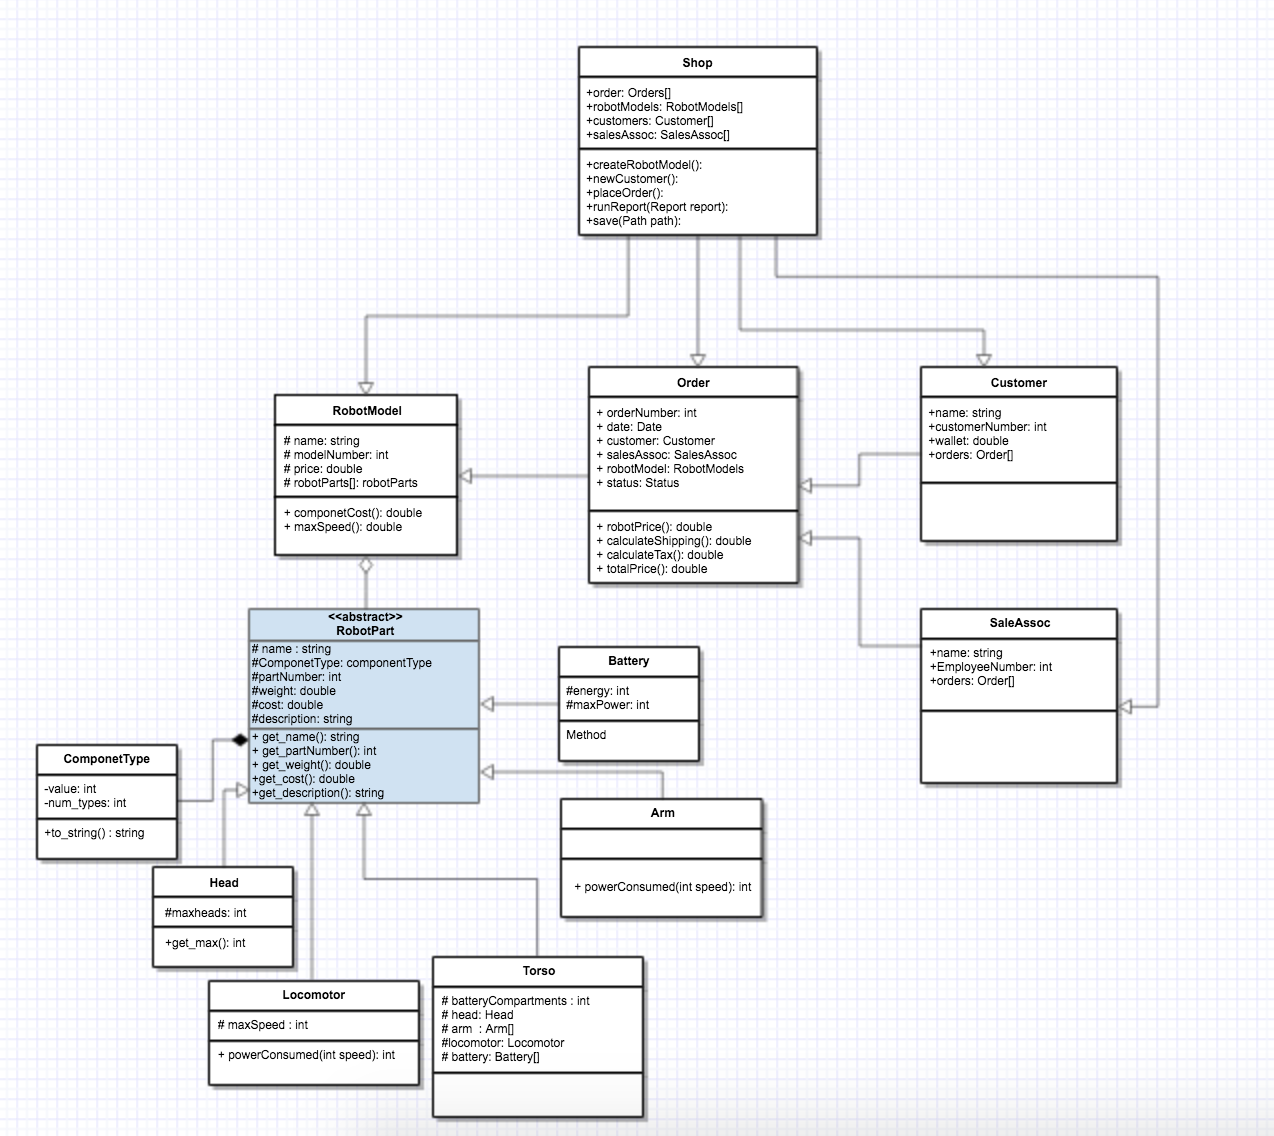 Shop
+order: Orders[]
+robotModels: RobotModels[]
+customers: Customer[]
+salesAssoc: SalesAssoc[]
+createRobotModel():
+newCustomer():
+placeOrder():
+runReport(Report report):
+save(Path path):
RobotModel
# name: string
# modelNumber: int
# price: double
# robotParts[]: robotParts
+ componetCost(): double
+ maxSpeed(): double
Order
+ orderNumber: int
+ date: Date
+ customer: Customer
+ salesAssoc: SalesAssoc
+ robotModel: RobotModels
+ status: Status
+ robotPrice(): double
+ calculateShipping(): double
+ calculateTax(): double
+ totalPrice(): double
Customer
+name: string
+customerNumber: int
+wallet: double
+orders: Order[]
SaleAssoc
+name: string
+EmployeeNumber: int
+orders: Order[]
<<abstract>>
RobotPart
# name : string
#ComponetType: componentType
#partNumber: int
#weight: double
#cost: double
#description: string
+ get_name(): string
+ get_partNumber(): int
+ get_weight(): double
+get_cost(): double
+get_description(): string
Battery
#energy: int
#maxPower: int
Method
ComponetType
-value: int
-num_types: int
+to_string() : string
Arm
+ powerConsumed(int speed): int
Head
#maxheads: int
+get_max(): int
Locomotor
# maxSpeed : int
+ powerConsumed(int speed): int
Torso
# batteryCompartments : int
# head: Head
# arm  : Arm[]
#locomotor: Locomotor
# battery: Battery[]